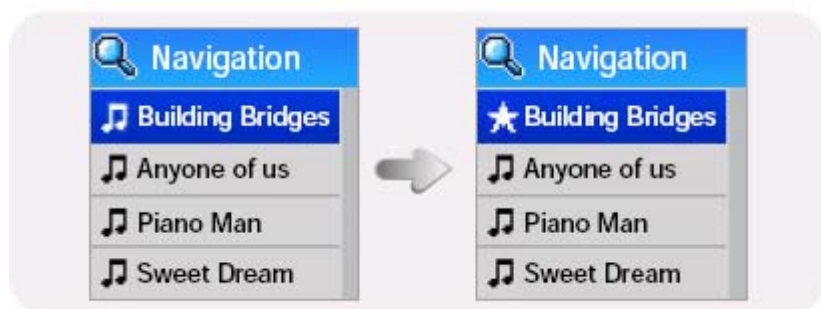 Navigation
Building Bridges
Anyone of us
Piano Man
Sweet Dream
Navigation
Building Bridges
Anyone of us
Piano Man
Sweet Dream